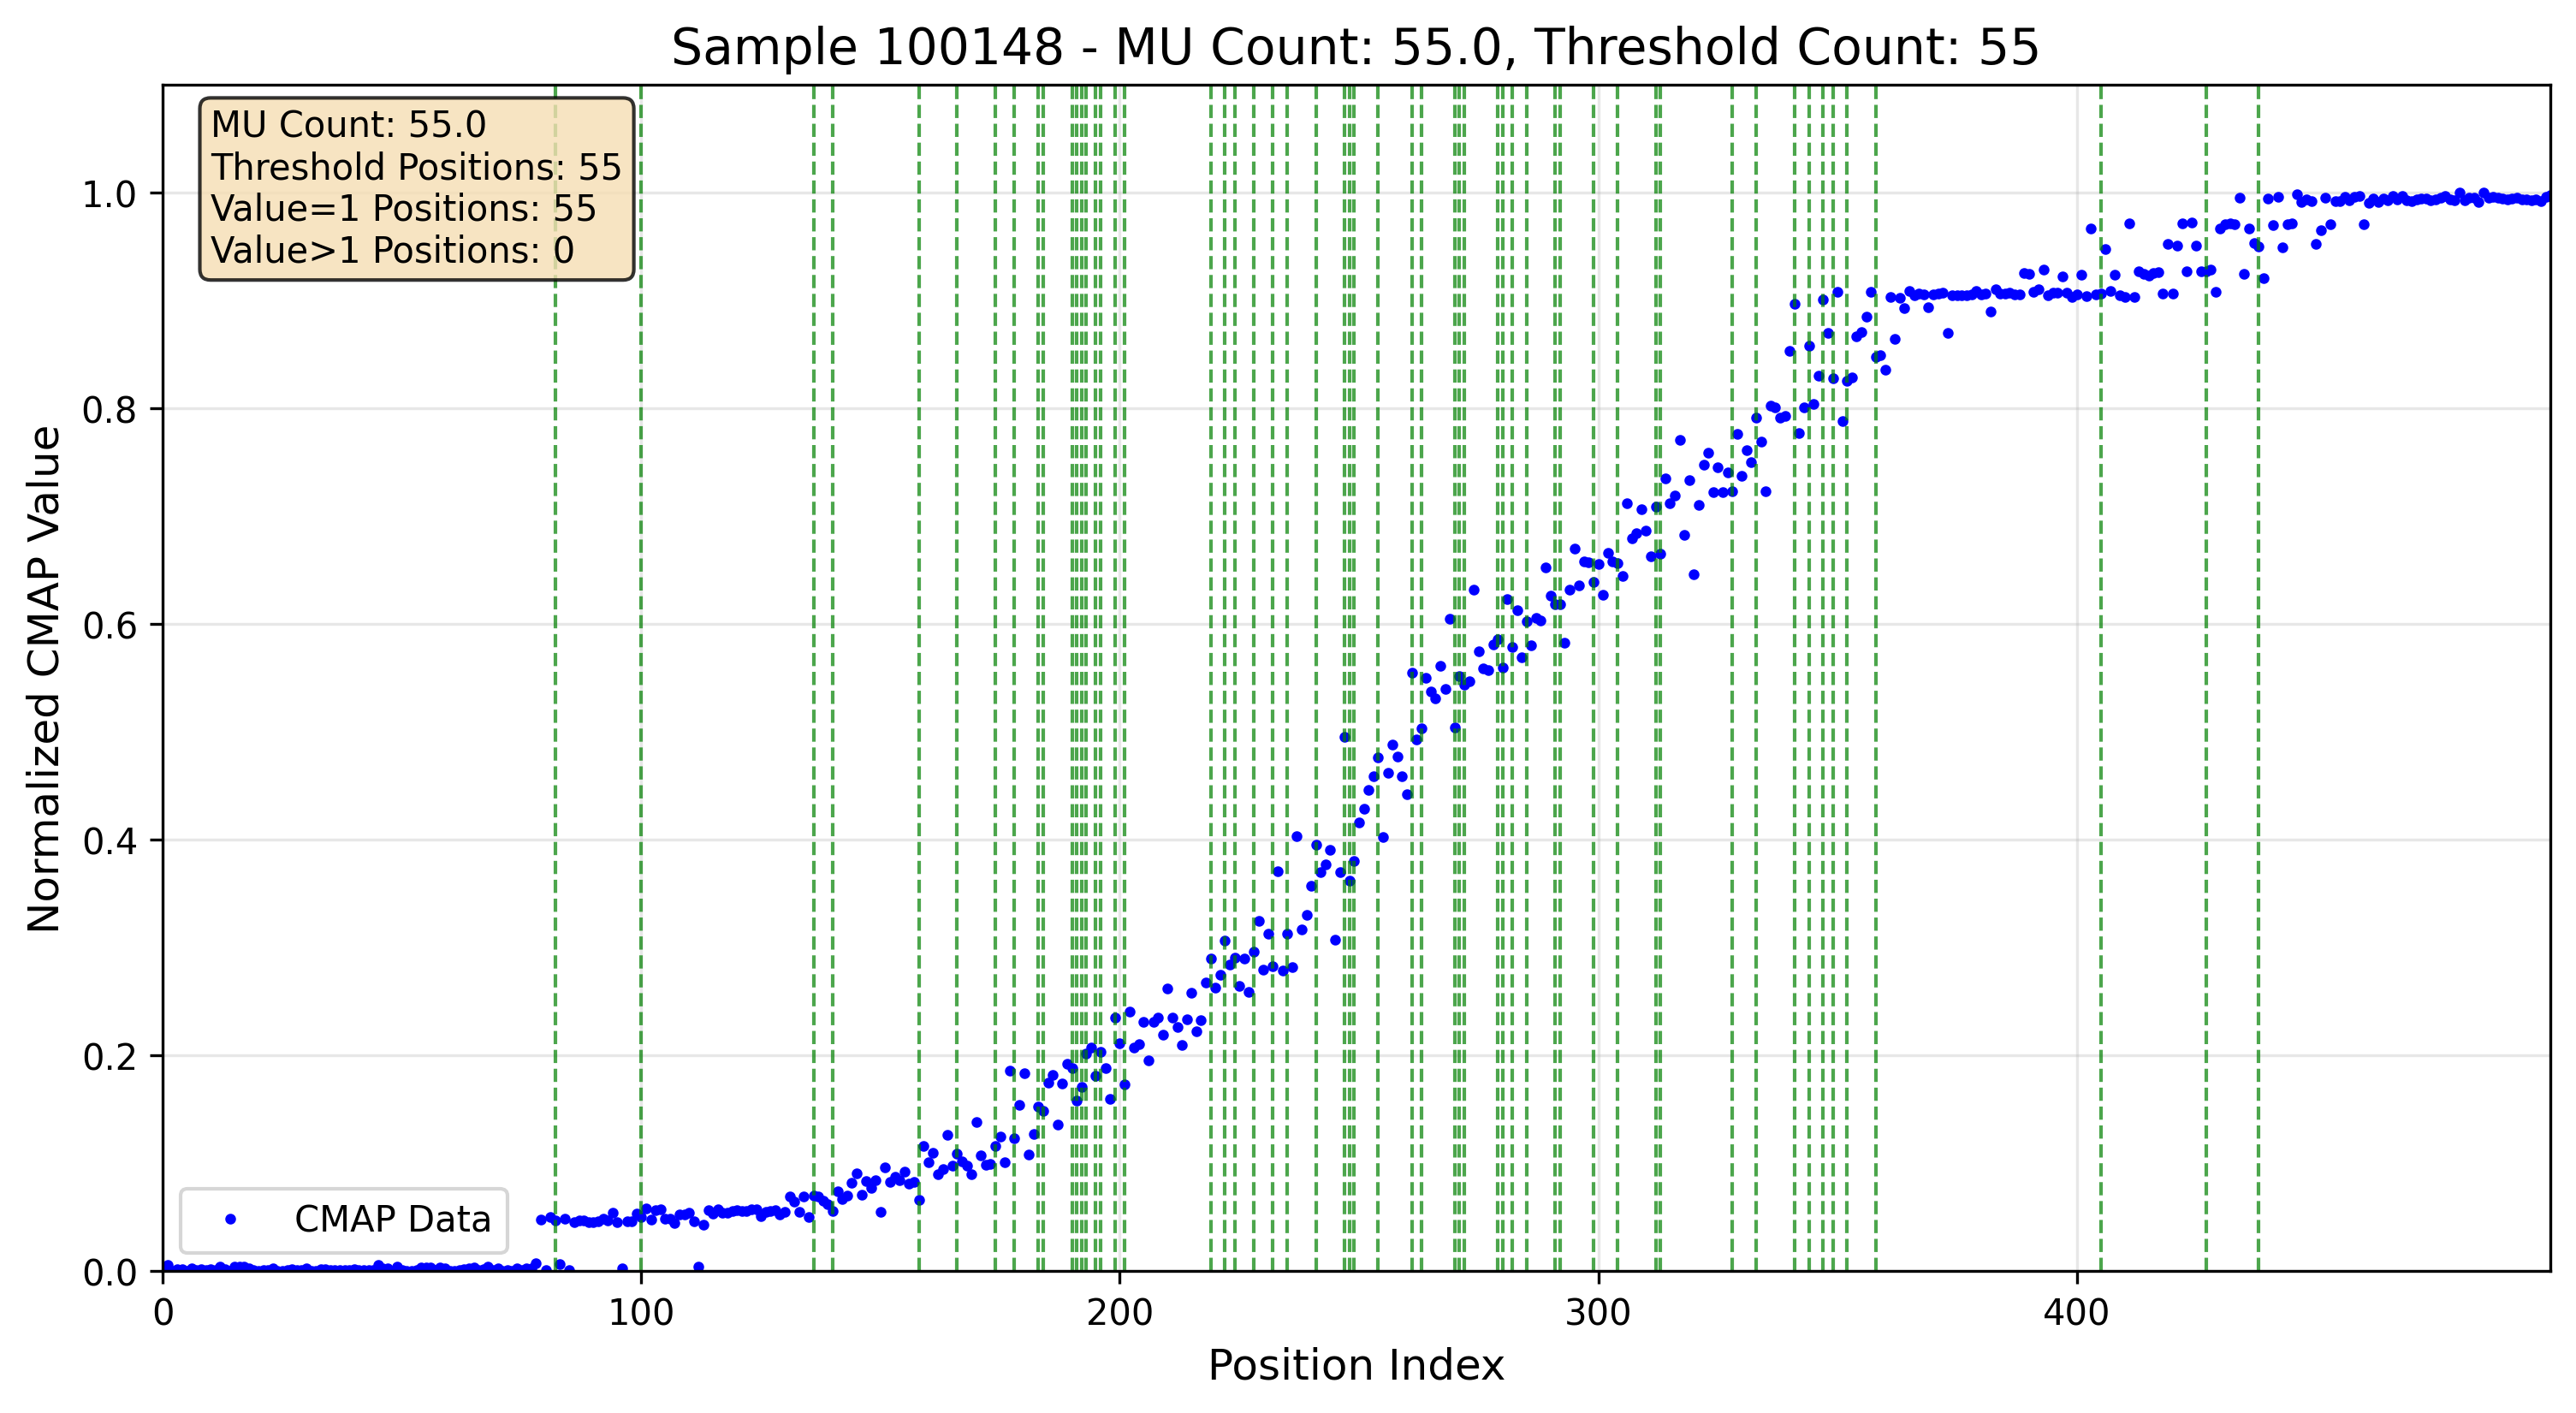 Sample 100148 - MU Count: 55.0, Threshold Count: 55
MU Count: 55.0
Threshold Positions: 55
Value=1 Positions: 55
Value>1 Positions: 0
Normalized CMAP Value
1.0
0.8
0.6
0.4
0.2
0.0
CMAP Data
0 100 200 300 400
Position Index